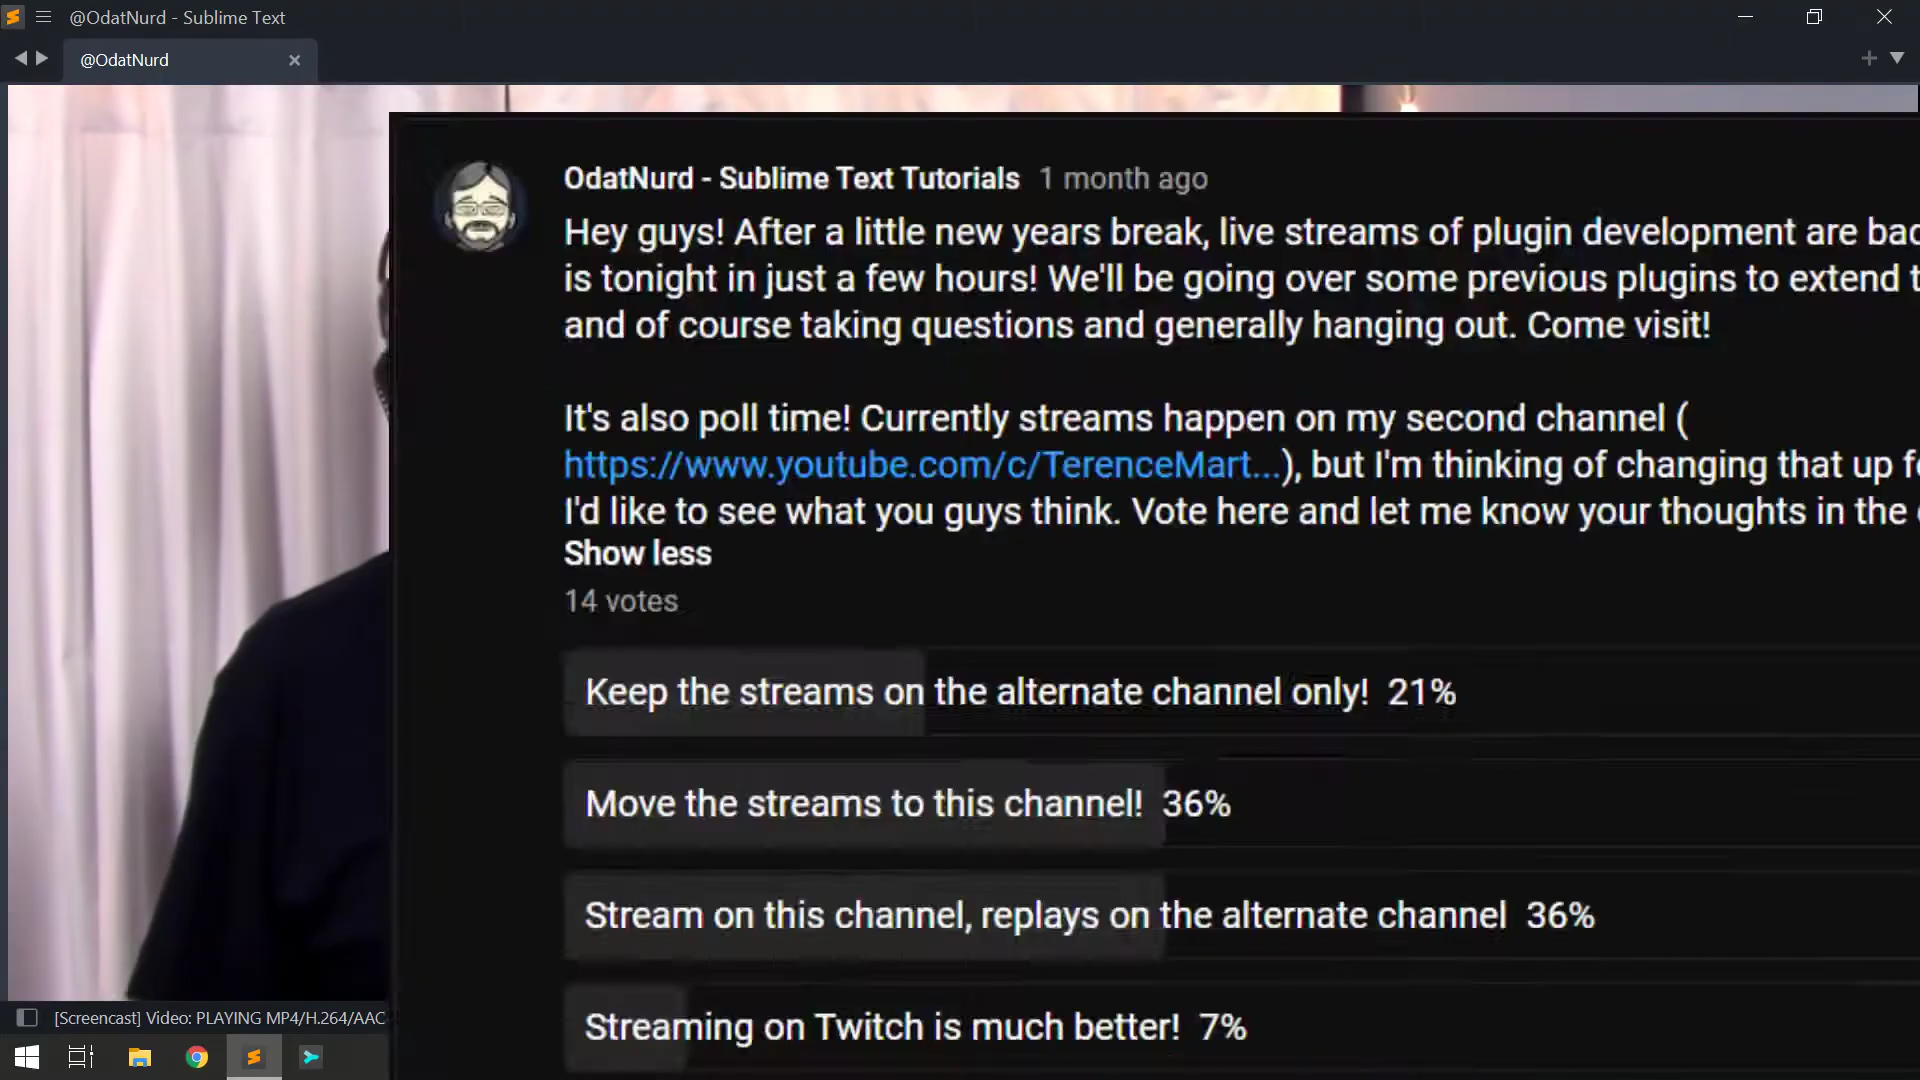 @OdatNurd - Sublime Text
@OdatNurd
OdatNurd - Sublime Text Tutorials 1 month ago
Hey guys! After a little new years break, live streams of plugin development are
is tonight in just a few hours! We'll be going over some previous plugins to extend
and of course taking questions and generally hanging out. Come visit!
It's also poll time! Currently streams happen on my second channel (
https://www.youtube.com/c/TerenceMart...), but I'm thinking of changing that up
I'd like to see what you guys think. Vote here and let me know your thoughts in the
Show less
14 votes
Keep the streams on the alternate channel only! 21%
Move the streams to this channel! 36%
Stream on this channel, replays on the alternate channel 36%
Streaming on Twitch is much better! 7%
[Screencast] Video: PLAYING MP4/H.264/AAC